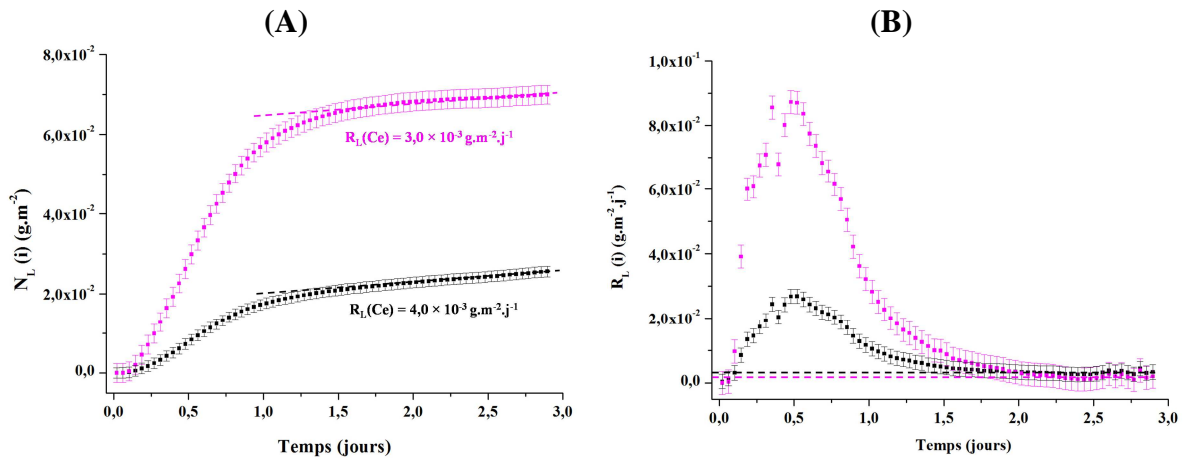 (A)
8,0x10⁻²
6,0x10⁻²
4,0x10⁻²
2,0x10⁻²
0,0
N_L (i) (g.m⁻²)
R_L(Ce) = 3,0 × 10⁻³ g.m⁻².j⁻¹
R_L(Ce) = 4,0 × 10⁻³ g.m⁻².j⁻¹
0,0 0,5 1,0 1,5 2,0 2,5 3,0
Temps (jours)
(B)
1,0x10⁻¹
8,0x10⁻²
6,0x10⁻²
4,0x10⁻²
2,0x10⁻²
0,0
R_L (i) (g.m⁻².j⁻¹)
0,0 0,5 1,0 1,5 2,0 2,5 3,0
Temps (jours)